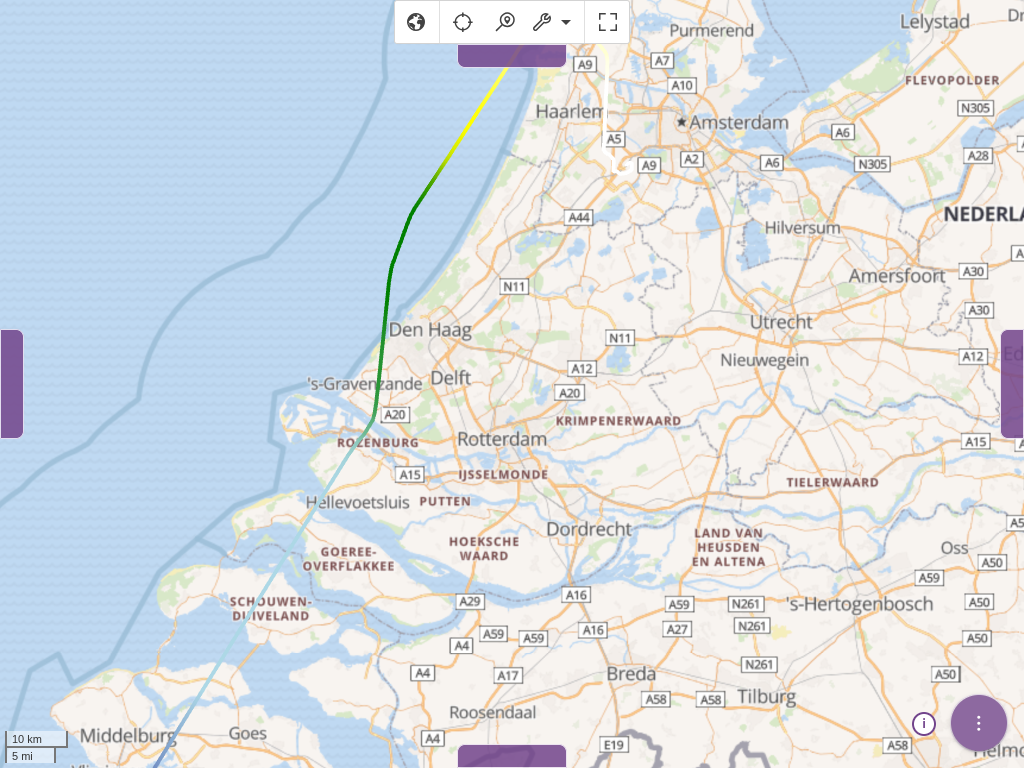 Purmerend
Lelystad
A9
A7
FLEVOPOLDER
A10
N305
Haarlem
Amsterdam
A5
A6
A9
A2
A6
N305
A28
A44
NEDERLA
Hilversum
A30
Amersfoort
N11
A30
Utrecht
Den Haag
N11
A12
Nieuwegein
A12
's-Gravenzande
Delft
A20
A20
KRIMPENERWAARD
ROZENBURG
Rotterdam
A15
A15
IJSSELMONDE
TIELERWAARD
Hellevoetsluis
PUTTEN
Dordrecht
HOEKSCHE
WAARD
LAND VAN
HEUSDEN
EN ALTENA
GOEREE-
OVERFLAKKEE
Oss
A50
A59
SCHOUWEN-
DUIVELAND
A29
A16
A59
N261
's-Hertogenbosch
A50
A4
A59
A59
A16
A27
N261
A50
A4
A17
Breda
N261
A50
A58
A58
Tilburg
Roosendaal
i
Middelburg
Goes
A4
E19
A58
10 km
5 mi